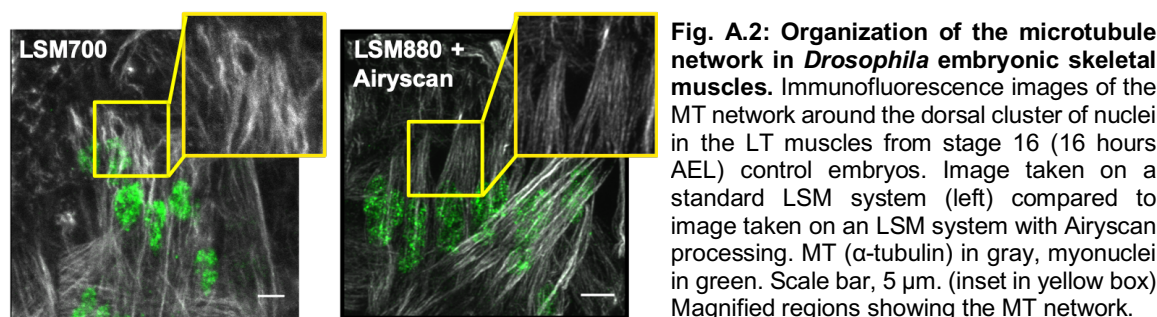 LSM700
LSM880 +
Airyscan
Fig. A.2: Organization of the microtubule
network in Drosophila embryonic skeletal
muscles. Immunofluorescence images of the
MT network around the dorsal cluster of nuclei
in the LT muscles from stage 16 (16 hours
AEL) control embryos. Image taken on a
standard LSM system (left) compared to
image taken on an LSM system with Airyscan
processing. MT (α-tubulin) in gray, myonuclei
in green. Scale bar, 5 μm. (inset in yellow box)
Magnified regions showing the MT network.